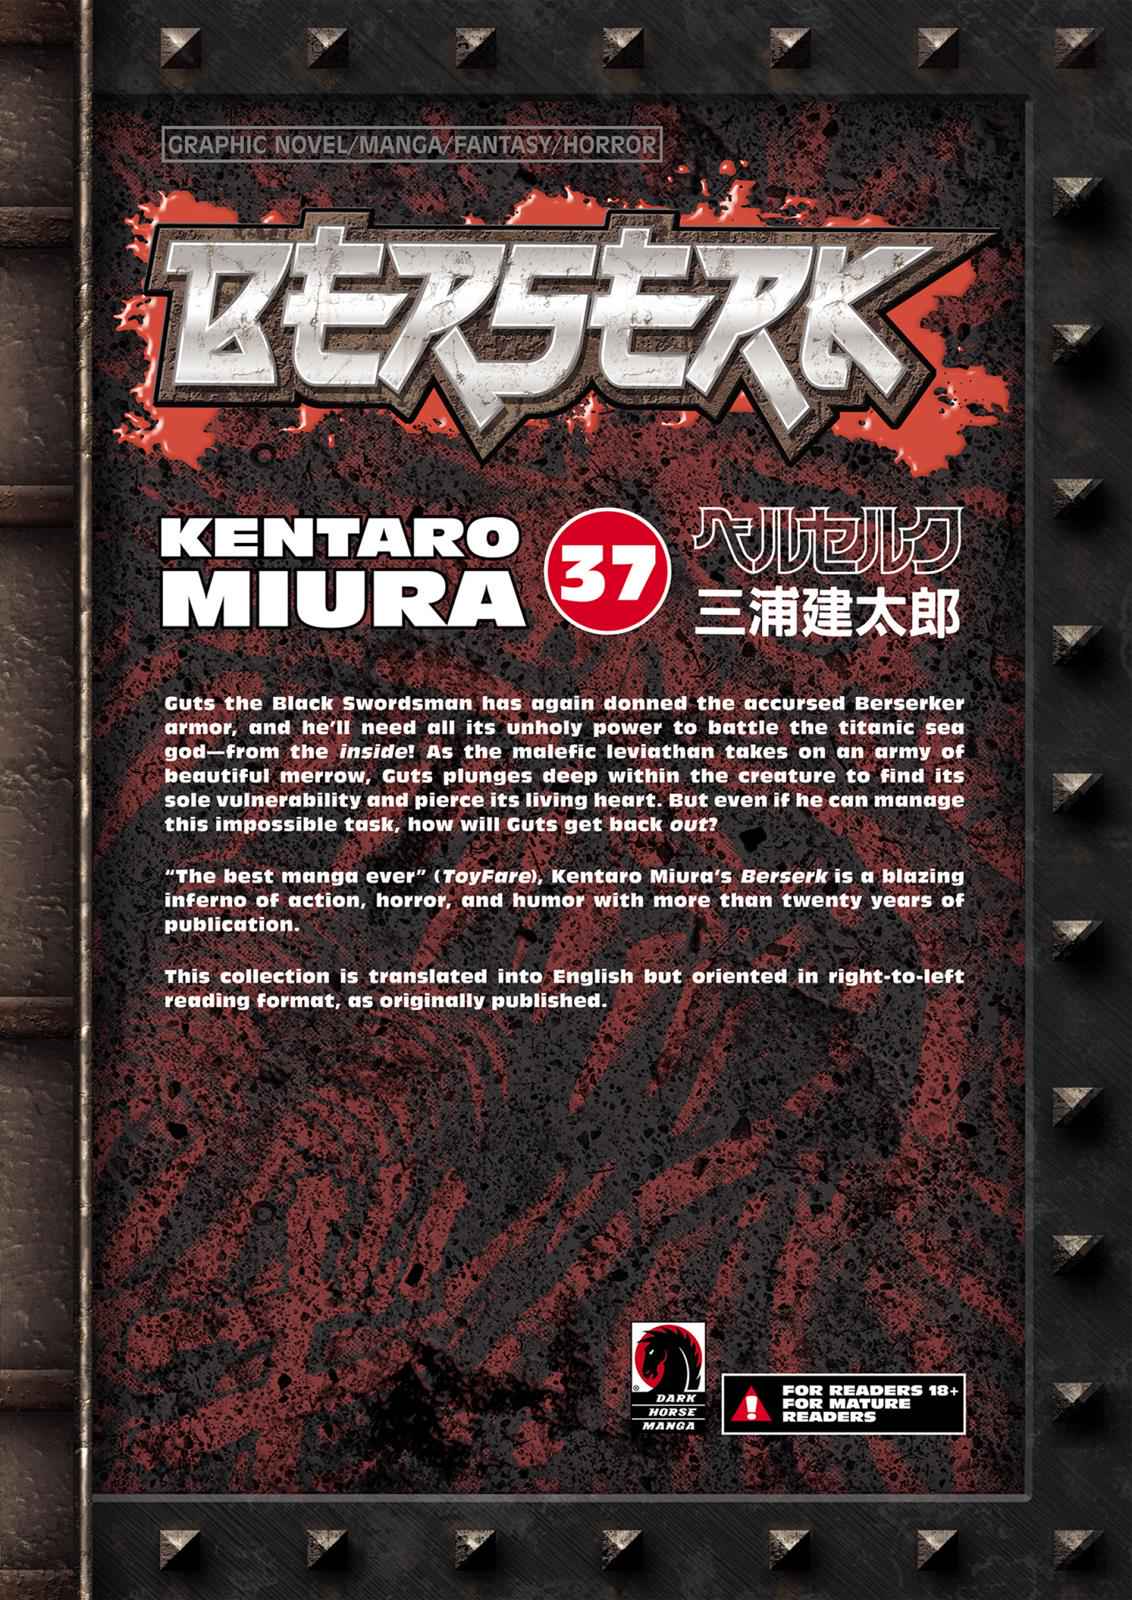 GRAPHIC NOVEL/MANGA/FANTASY/HORROR
BERSERK
KENTARO
MIURA
37
ベルセルク
三浦建太郎
Guts the Black Swordsman has again donned the accursed Berserker
armor, and he'll need all its unholy power to battle the titanic sea
god—from the inside! As the malefic leviathan takes on an army of
beautiful merrow, Guts plunges deep within the creature to find its
sole vulnerability and pierce its living heart. But even if he can manage
this impossible task, how will Guts get back out?
“The best manga ever” (ToyFare), Kentaro Miura's Berserk is a blazing
inferno of action, horror, and humor with more than twenty years of
publication.
This collection is translated into English but oriented in right-to-left
reading format, as originally published.
®
DARK
HORSE
MANGA
FOR READERS 18+
FOR MATURE
READERS